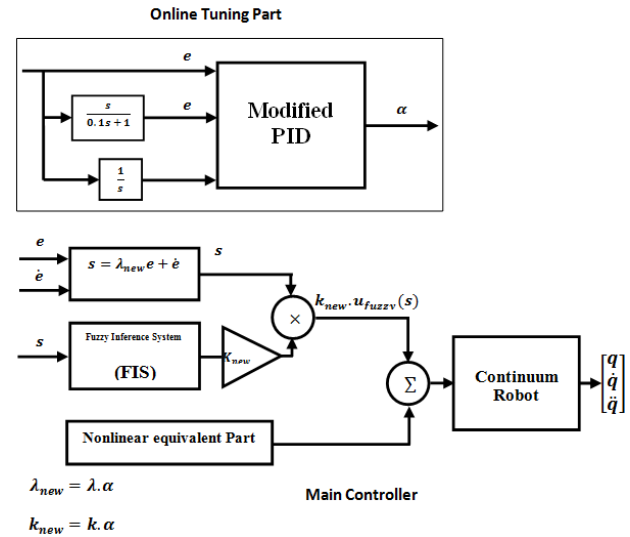 Online Tuning Part
e
s
0.1s + 1
e
1
s
Modified
PID
α
e
ė
s = λnew e + ė
s
s
Fuzzy Inference System
(FIS)
Knew
×
knew. ufuzzy(s)
Σ
Continuum
Robot
q
q̇
q̈
Nonlinear equivalent Part
λnew = λ. α
Main Controller
knew = k. α